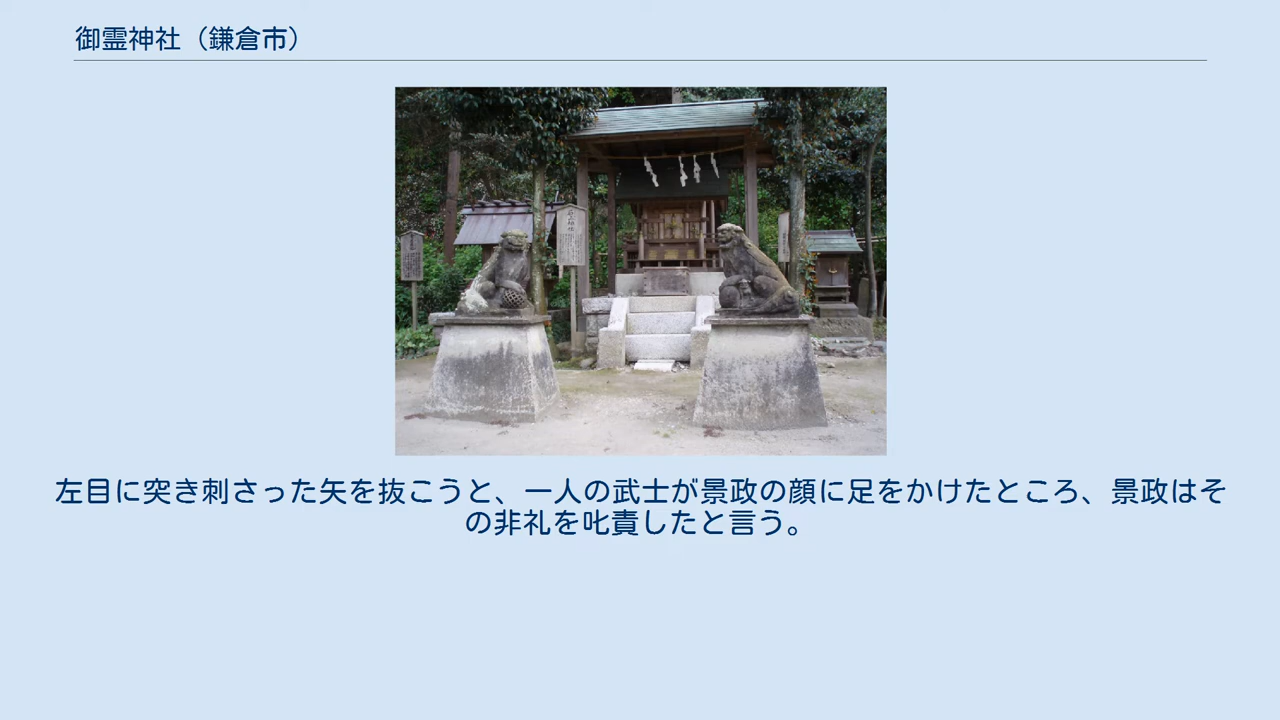 御霊神社（鎌倉市）
左目に突き刺さった矢を抜こうと、一人の武士が景政の顔に足をかけたところ、景政はそ
の非礼を叱責したと言う。